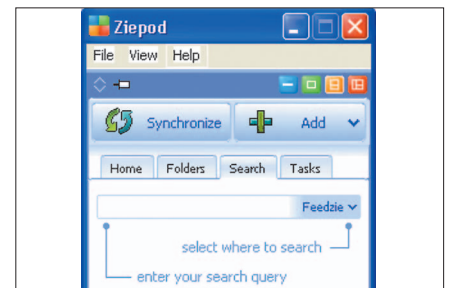 Ziepod
File View Help
Synchronize Add
Home Folders Search Tasks
Feedzie
select where to search
enter your search query